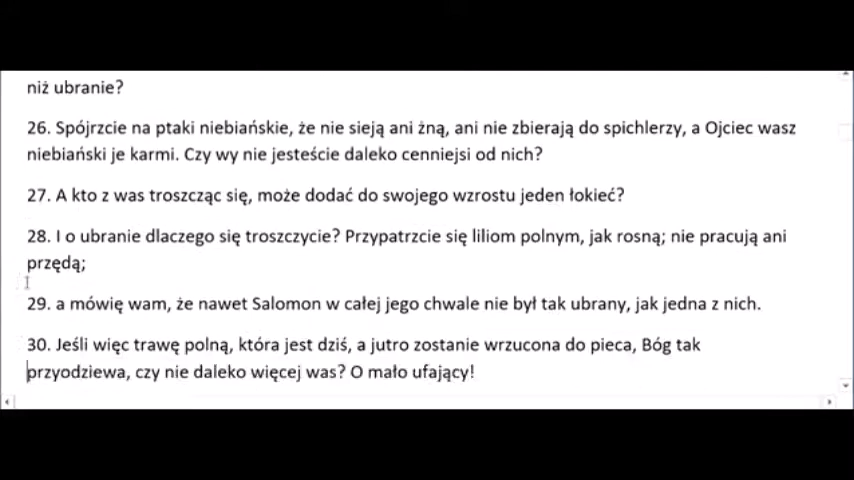 niż ubranie?
26. Spójrzcie na ptaki niebiańskie, że nie sieją ani żną, ani nie zbierają do spichlerzy, a Ojciec wasz
niebiański je karmi. Czy wy nie jesteście daleko cenniejsi od nich?
27. A kto z was troszcząc się, może dodać do swojego wzrostu jeden łokieć?
28. I o ubranie dlaczego się troszczycie? Przypatrzcie się liliom polnym, jak rosną; nie pracują ani
przędą;
29. a mówię wam, że nawet Salomon w całej jego chwale nie był tak ubrany, jak jedna z nich.
30. Jeśli więc trawę polną, która jest dziś, a jutro zostanie wrzucona do pieca, Bóg tak
przyodziewa, czy nie daleko więcej was? O mało ufający!